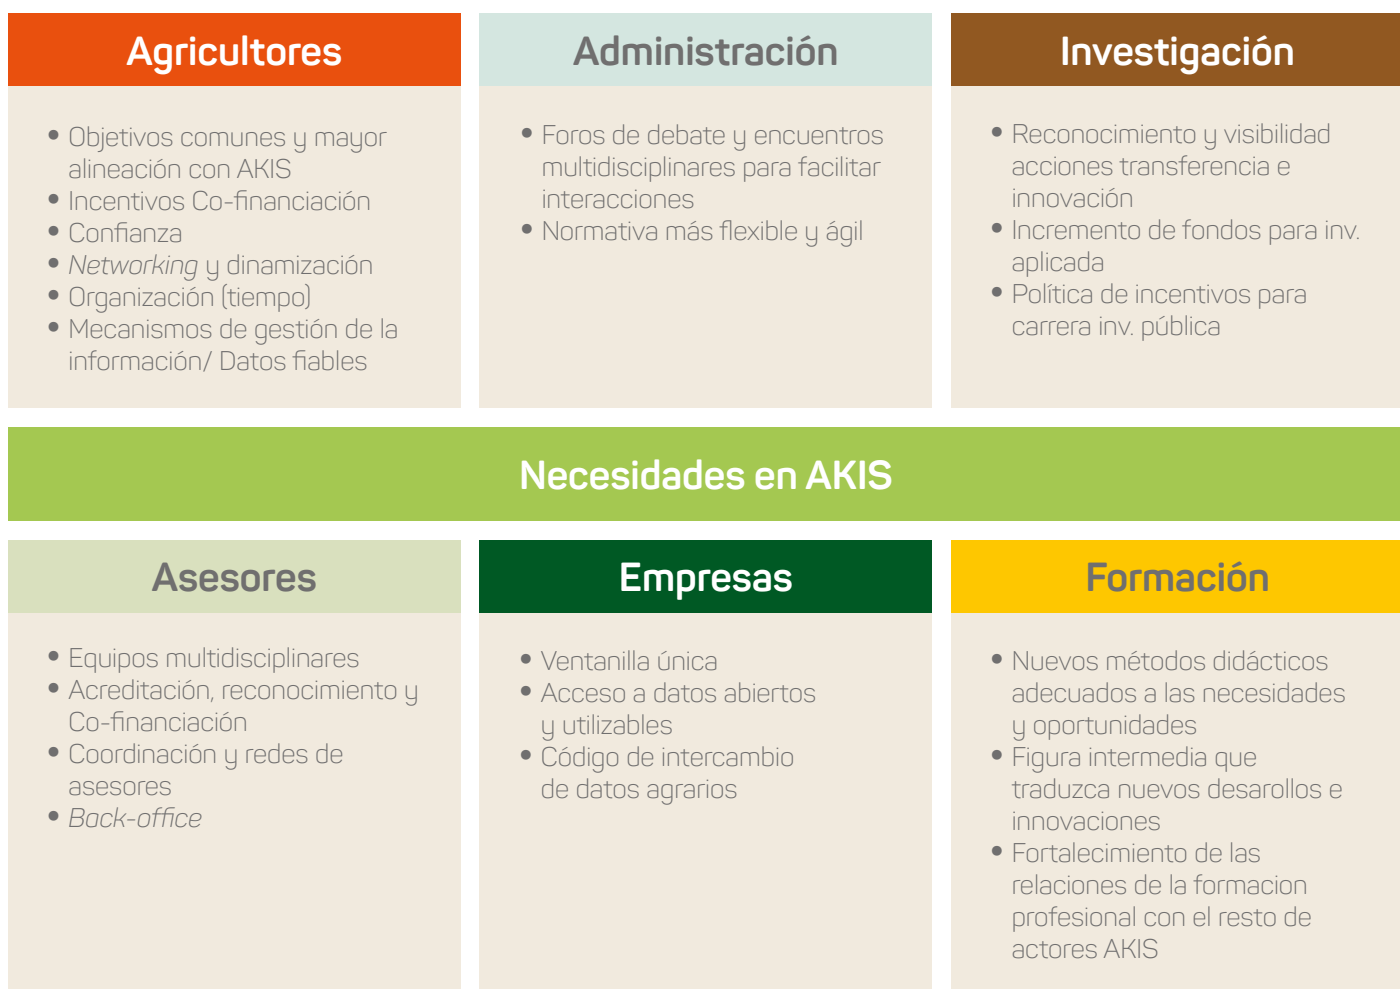 Agricultores
• Objetivos comunes y mayor
alineación con AKIS
• Incentivos Co-financiación
• Confianza
• Networking y dinamización
• Organización (tiempo)
• Mecanismos de gestión de la
información/ Datos fiables
Administración
• Foros de debate y encuentros
multidisciplinares para facilitar
interacciones
• Normativa más flexible y ágil
Investigación
• Reconocimiento y visibilidad
acciones transferencia e
innovación
• Incremento de fondos para inv.
aplicada
• Política de incentivos para
carrera inv. pública
Necesidades en AKIS
Asesores
• Equipos multidisciplinares
• Acreditación, reconocimiento y
Co-financiación
• Coordinación y redes de
asesores
• Back-office
Empresas
• Ventanilla única
• Acceso a datos abiertos
y utilizables
• Código de intercambio
de datos agrarios
Formación
• Nuevos métodos didácticos
adecuados a las necesidades
y oportunidades
• Figura intermedia que
traduzca nuevos desarollos e
innovaciones
• Fortalecimiento de las
relaciones de la formacion
profesional con el resto de
actores AKIS